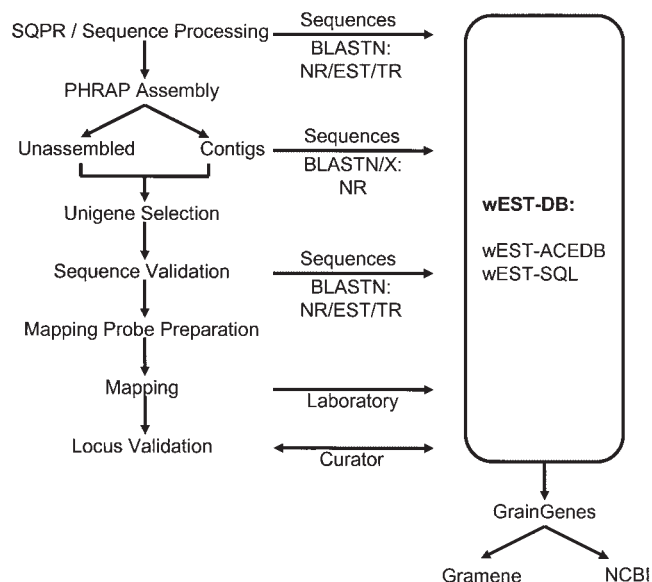 SQPR / Sequence Processing
Sequences
BLASTN:
NR/EST/TR
PHRAP Assembly
Unassembled
Contigs
Sequences
BLASTN/X:
NR
Unigene Selection
Sequence Validation
Sequences
BLASTN:
NR/EST/TR
Mapping Probe Preparation
Mapping
Laboratory
Locus Validation
Curator
wEST-DB:
wEST-ACEDB
wEST-SQL
GrainGenes
Gramene
NCBI